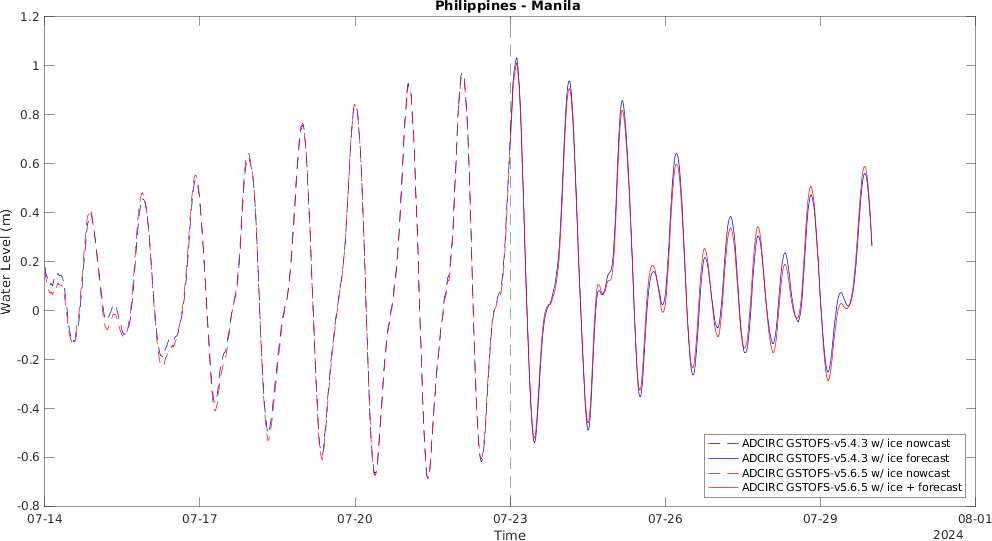 Philippines - Manila
1.2
1
0.8
0.6
0.4
0.2
0
-0.2
-0.4
-0.6
-0.8
Water Level (m)
ADCIRC GSTOFS-v5.4.3 w/ ice nowcast
ADCIRC GSTOFS-v5.4.3 w/ ice forecast
ADCIRC GSTOFS-v5.6.5 w/ ice nowcast
ADCIRC GSTOFS-v5.6.5 w/ ice + forecast
07-14 07-17 07-20 07-23 07-26 07-29 08-01
Time
2024